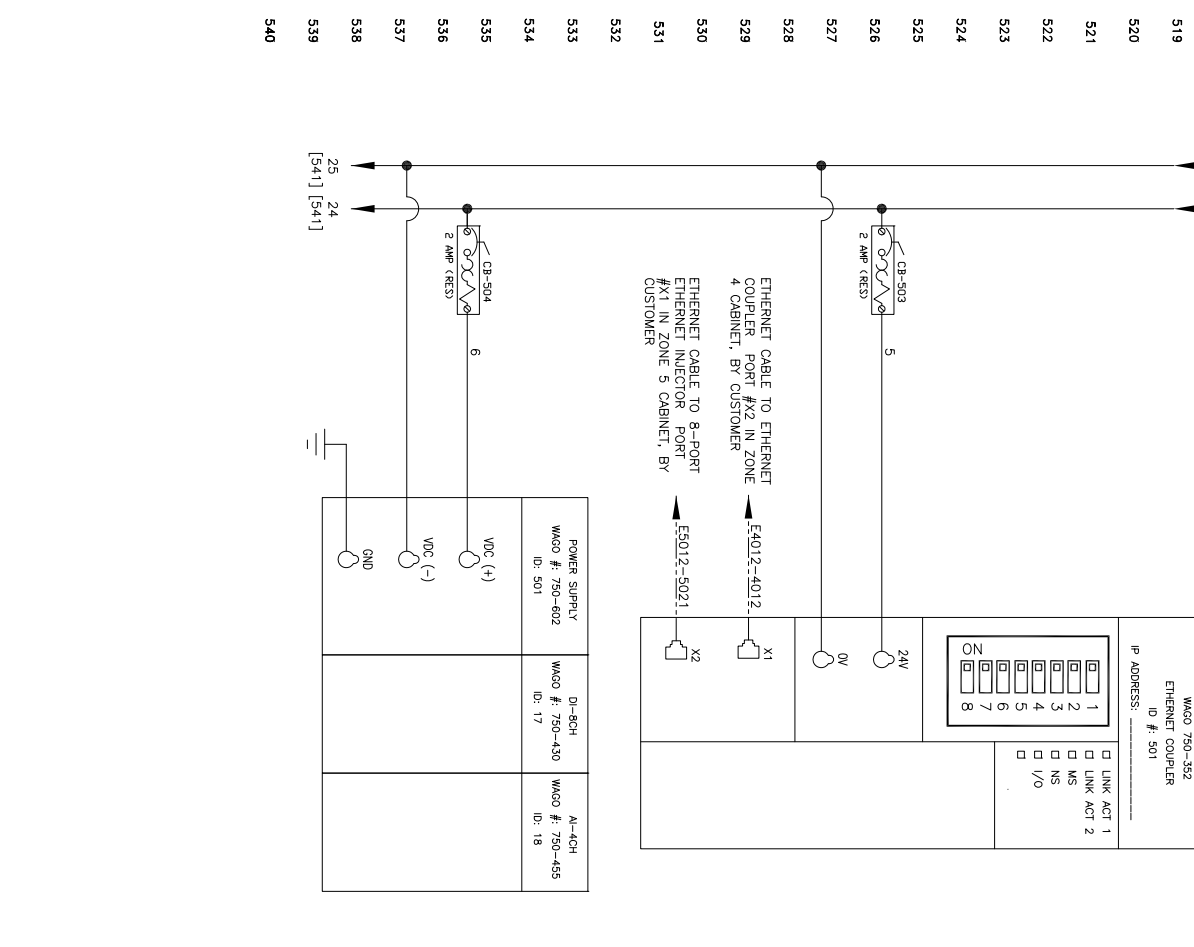 519
520
521
522
523
524
525
526
527
528
529
530
531
532
533
534
535
536
537
538
539
540
WAGO 750-352
ETHERNET COUPLER
ID #: 501
IP ADDRESS: ______________
ON
1
2
3
4
5
6
7
8
LINK ACT 1
LINK ACT 2
MS
NS
I/O
CB-503
2 AMP (RES)
5
24V
0V
ETHERNET CABLE TO ETHERNET
COUPLER PORT #X2 IN ZONE
4 CABINET, BY CUSTOMER
E4012-4012
X1
ETHERNET CABLE TO 8-PORT
ETHERNET INJECTOR PORT
#X1 IN ZONE 5 CABINET, BY
CUSTOMER
E5012-5021
X2
POWER SUPPLY
WAGO #: 750-602
ID: 501
DI-8CH
WAGO #: 750-430
ID: 17
AI-4CH
WAGO #: 750-455
ID: 18
CB-504
2 AMP (RES)
6
VDC (+)
VDC (-)
GND
25
[541]
24
[541]